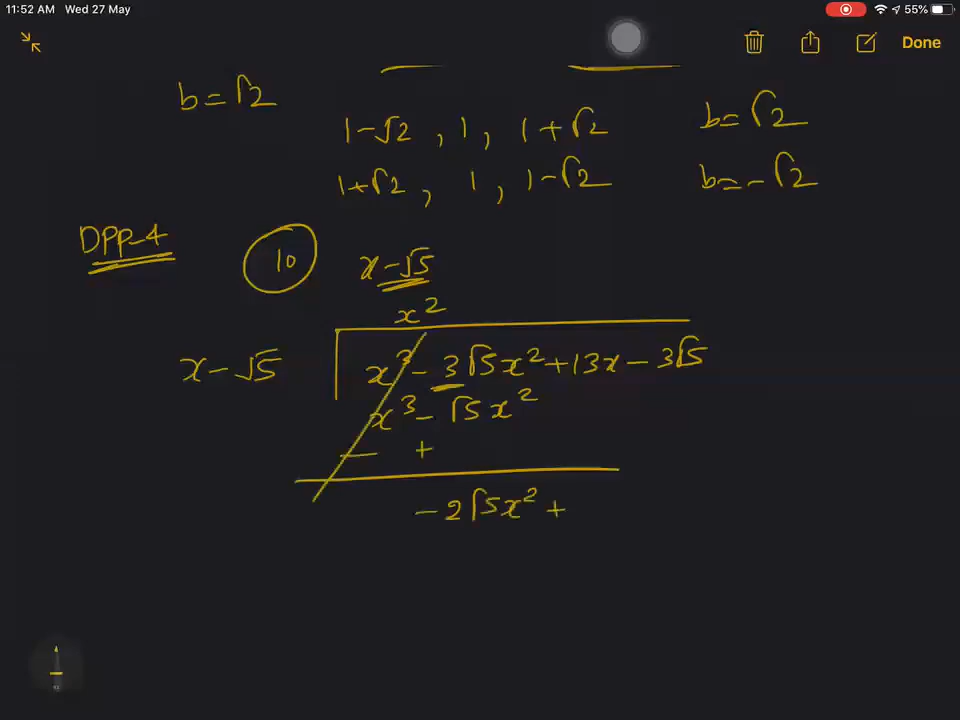 11:52 AM Wed 27 May
55%
Done
b = √2
1-√2 , 1 , 1+√2
b = √2
1+√2 , 1 , 1-√2
b = -√2
DPP-4
10
x-√5
x²
x-√5
x³ - 3√5x² + 13x - 3√5
x³ - √5x²
- +
-2√5x² +